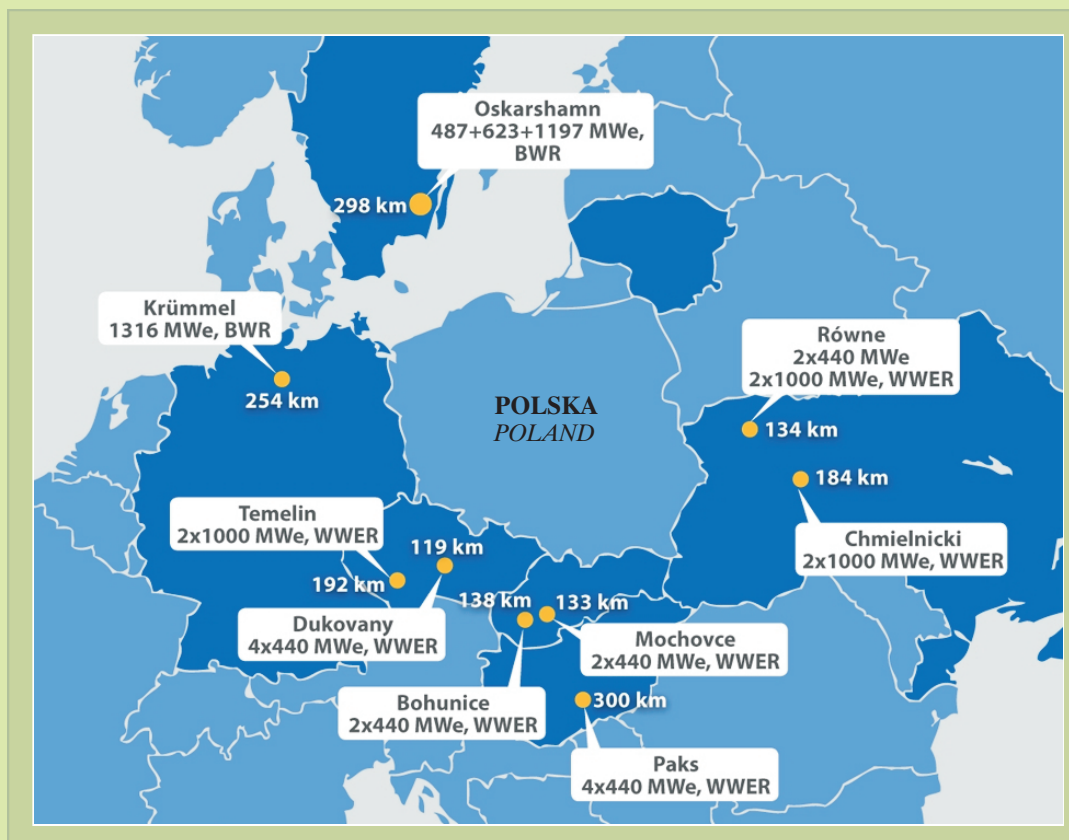 Oskarshamn
487+623+1197 MWe,
BWR
298 km
Krümmel
1316 MWe, BWR
254 km
Równe
2x440 MWe
2x1000 MWe, WWER
134 km
POLSKA
POLAND
184 km
Chmielnicki
2x1000 MWe, WWER
Temelin
2x1000 MWe, WWER
119 km
192 km
Dukovany
4x440 MWe, WWER
138 km
133 km
Mochovce
2x440 MWe, WWER
Bohunice
2x440 MWe, WWER
300 km
Paks
4x440 MWe, WWER